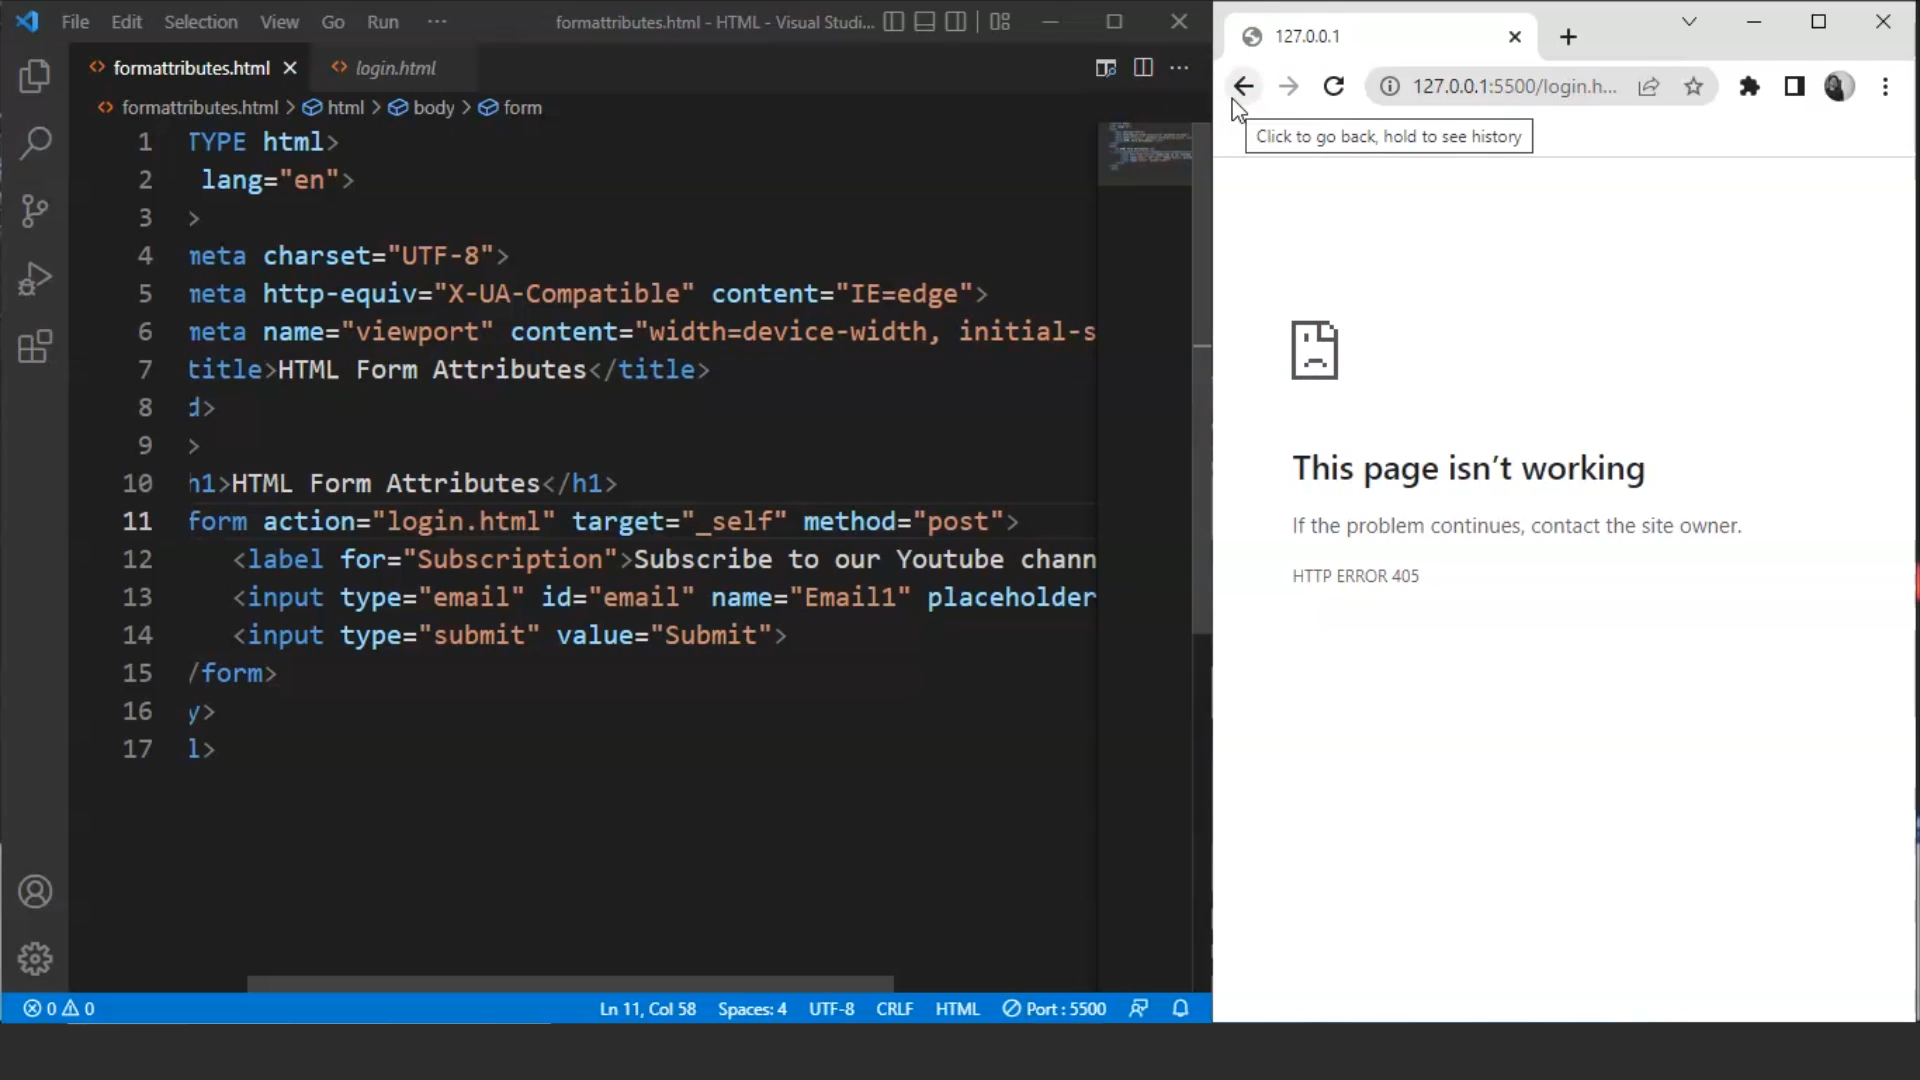 File Edit Selection View Go Run ··· formattributes.html - HTML - Visual Studi...
formattributes.html login.html
formattributes.html > html > body > form
1 TYPE html>
2 lang="en">
3 >
4 meta charset="UTF-8">
5 meta http-equiv="X-UA-Compatible" content="IE=edge">
6 meta name="viewport" content="width=device-width, initial-s
7 title>HTML Form Attributes</title>
8 d>
9 >
10 h1>HTML Form Attributes</h1>
11 form action="login.html" target="_self" method="post">
12 <label for="Subscription">Subscribe to our Youtube chann
13 <input type="email" id="email" name="Email1" placeholder
14 <input type="submit" value="Submit">
15 /form>
16 y>
17 l>
0 0 Ln 11, Col 58 Spaces: 4 UTF-8 CRLF HTML Port : 5500
127.0.0.1
127.0.0.1:5500/login.h...
Click to go back, hold to see history
This page isn’t working
If the problem continues, contact the site owner.
HTTP ERROR 405